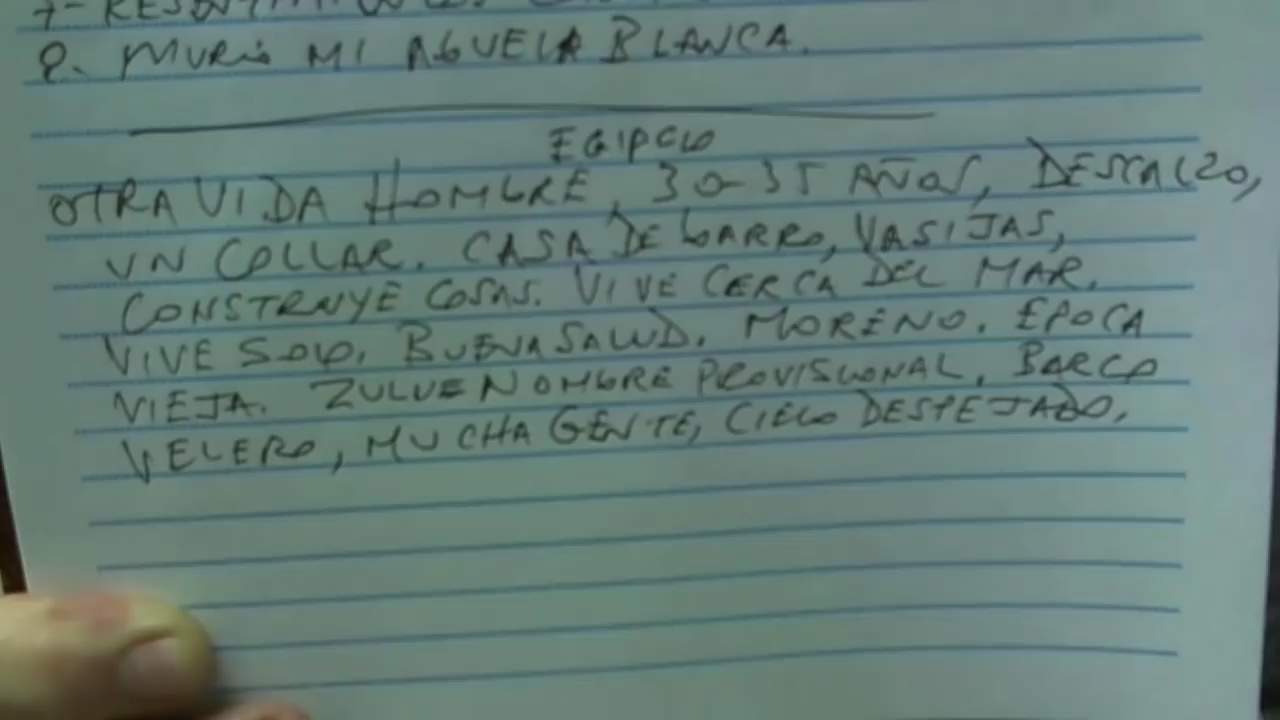 8. MURIÓ MI ABUELA BLANCA.
EGIPCIO
OTRA VIDA HOMBRE, 30-35 AÑOS, DESCALZO,
UN COLLAR. CASA DE BARRO, VASIJAS,
CONSTRUYE COSAS. VIVE CERCA DEL MAR.
VIVE SOLO. BUENA SALUD. MORENO. EPOCA
VIEJA. ZULUE NOMBRE PROVISIONAL. BARCO
VELERO, MUCHA GENTE, CIELO DESPEJADO.